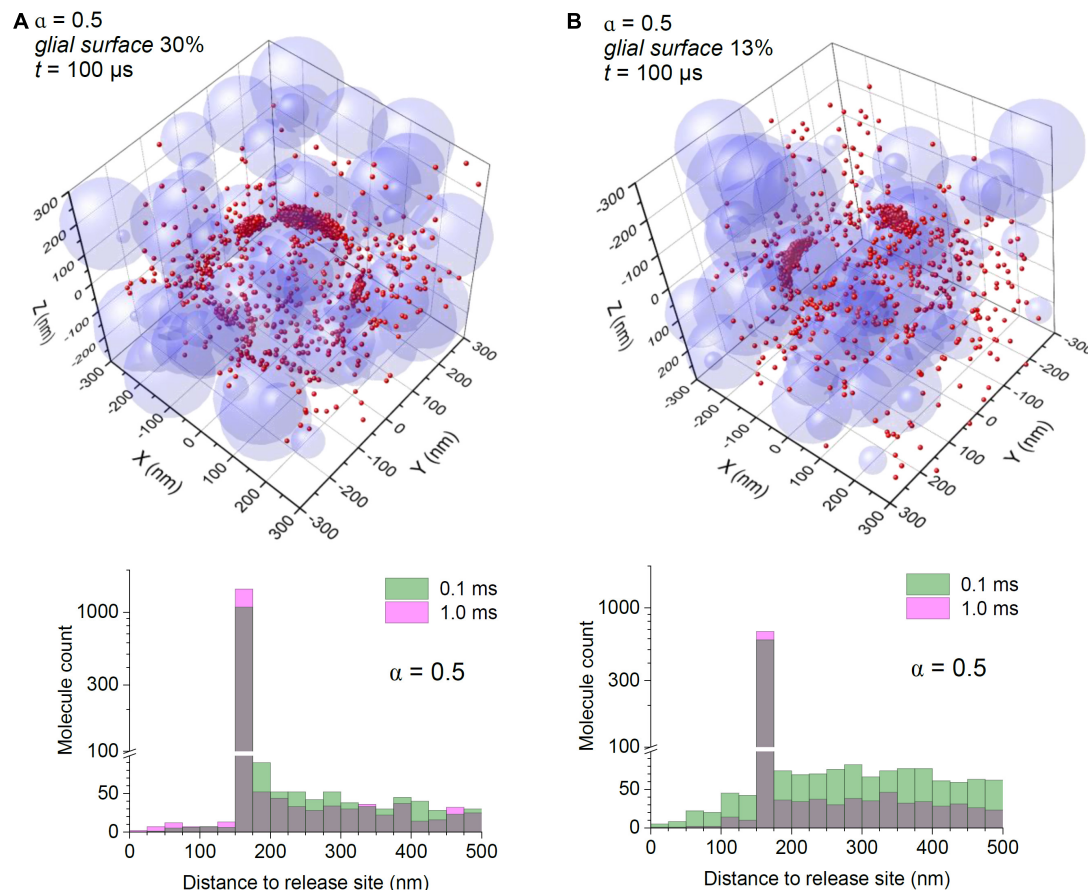 A
α = 0.5
glial surface 30%
t = 100 µs
300
200
100
0
-100
-200
-300
Z (nm)
-200
-100
0
100
200
300
X (nm)
-300
-200
-100
0
100
200
300
Y (nm)
B
α = 0.5
glial surface 13%
t = 100 µs
-300
-200
-100
0
100
200
Z (nm)
-300
-200
-100
0
100
200
300
X (nm)
300
200
100
0
-100
-200
-300
Y (nm)
1000
300
100
50
0
Molecule count
0.1 ms
1.0 ms
α = 0.5
0 100 200 300 400 500
Distance to release site (nm)
1000
300
100
50
0
Molecule count
0.1 ms
1.0 ms
α = 0.5
0 100 200 300 400 500
Distance to release site (nm)